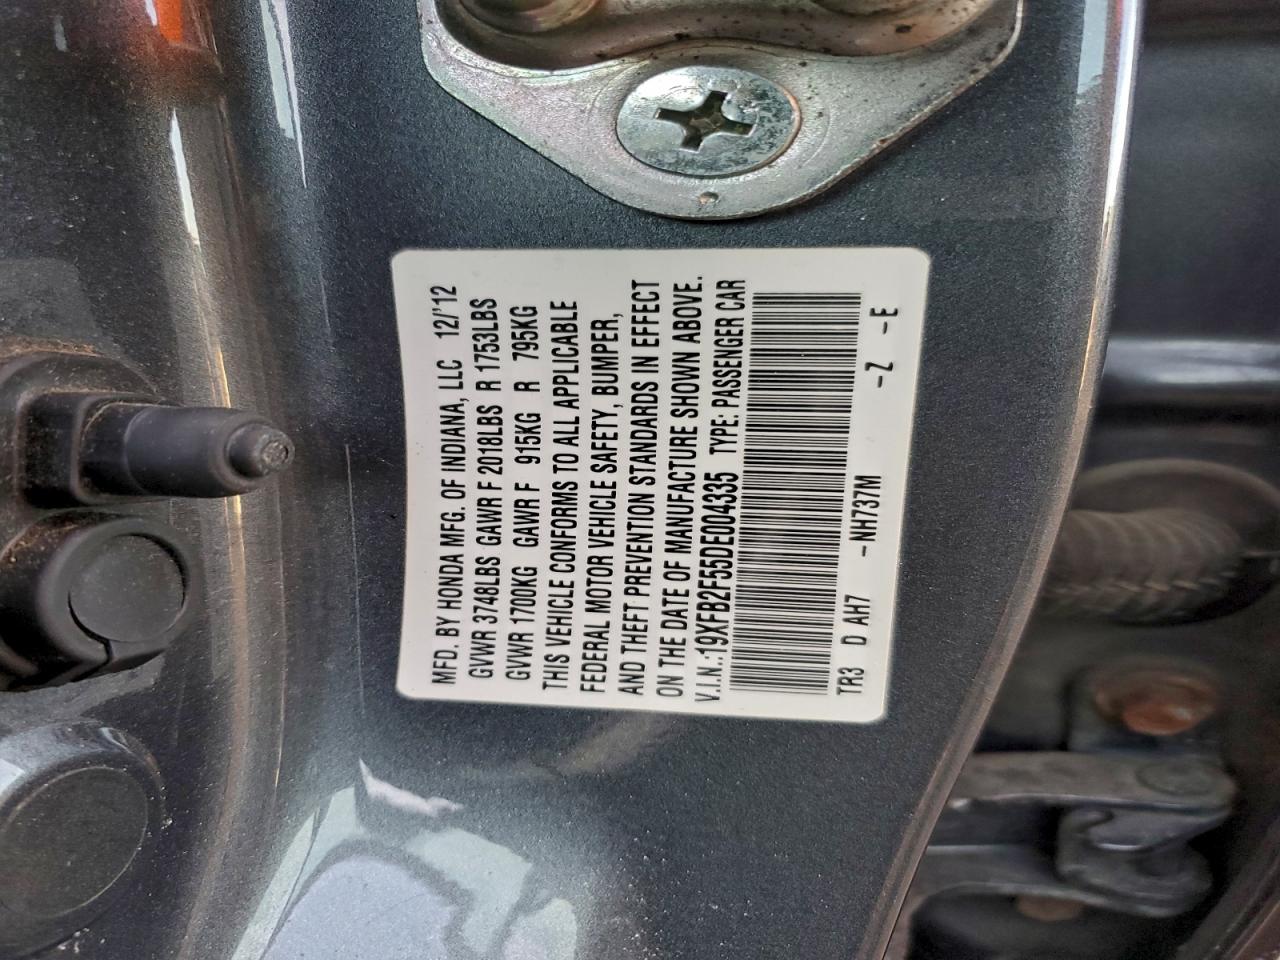 MFD. BY HONDA MFG. OF INDIANA, LLC 12/'12
GVWR 3748LBS GAWR F 2018LBS R 1753LBS
GVWR 1700KG GAWR F 915KG R 795KG
THIS VEHICLE CONFORMS TO ALL APPLICABLE
FEDERAL MOTOR VEHICLE SAFETY, BUMPER,
AND THEFT PREVENTION STANDARDS IN EFFECT
ON THE DATE OF MANUFACTURE SHOWN ABOVE..
V.I.N.:19XFB2F55DE004335 TYPE: PASSENGER CAR
TR3 D AH7 -NH737M -Z -E